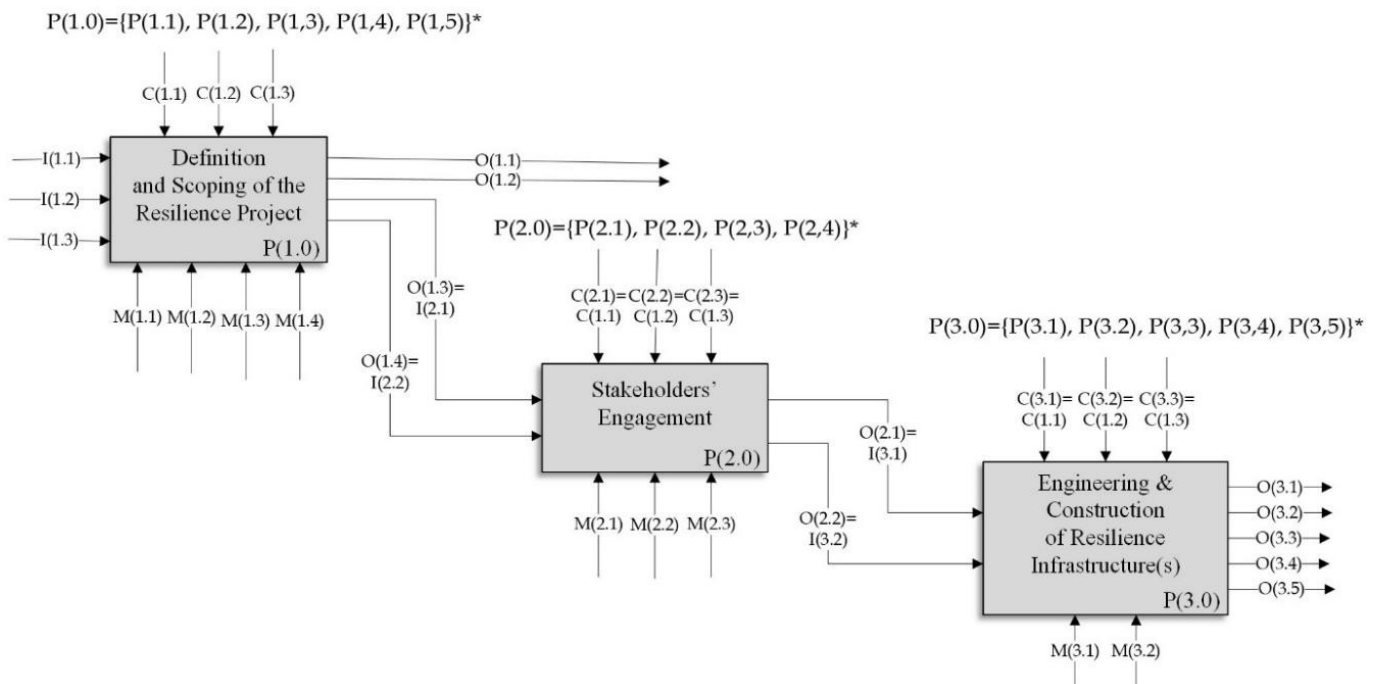 P(1.0)={P(1.1), P(1.2), P(1,3), P(1,4), P(1,5)}*
C(1.1) C(1.2) C(1.3)
I(1.1)
I(1.2)
I(1.3)
Definition
and Scoping of the
Resilience Project
P(1.0)
O(1.1)
O(1.2)
M(1.1) M(1.2) M(1.3) M(1.4)
O(1.3)=
I(2.1)
O(1.4)=
I(2.2)
P(2.0)={P(2.1), P(2.2), P(2,3), P(2,4)}*
C(2.1)= C(2.2)= C(2.3)=
C(1.1) C(1.2) C(1.3)
Stakeholders’
Engagement
P(2.0)
M(2.1) M(2.2) M(2.3)
O(2.1)=
I(3.1)
O(2.2)=
I(3.2)
P(3.0)={P(3.1), P(3.2), P(3,3), P(3,4), P(3,5)}*
C(3.1)= C(3.2)= C(3.3)=
C(1.1) C(1.2) C(1.3)
Engineering &
Construction
of Resilience
Infrastructure(s)
P(3.0)
O(3.1)
O(3.2)
O(3.3)
O(3.4)
O(3.5)
M(3.1) M(3.2)